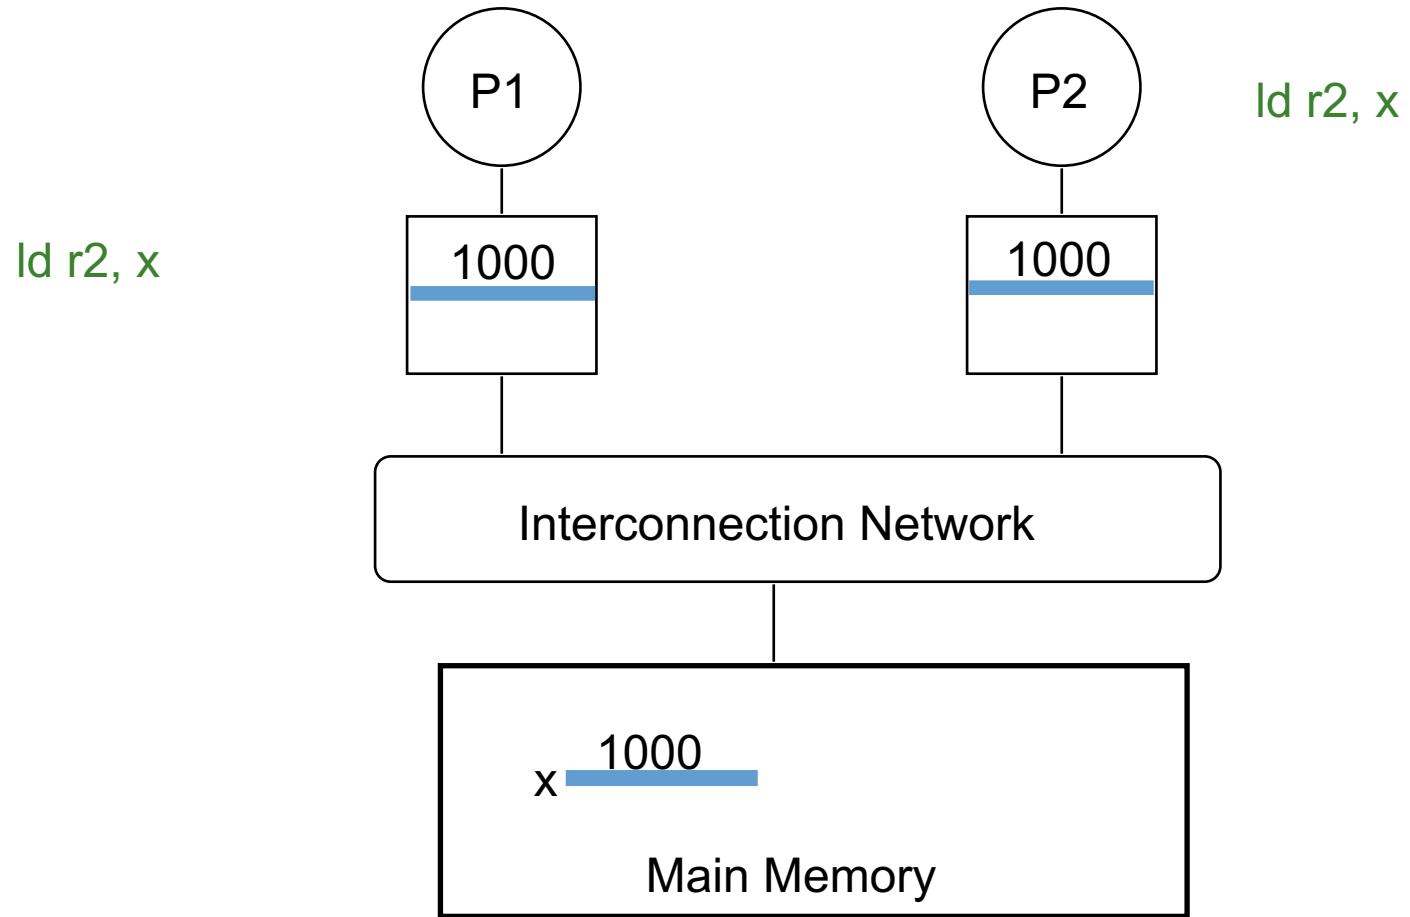 P1
P2
ld r2, x
ld r2, x
1000
1000
Interconnection Network
1000
x
Main Memory